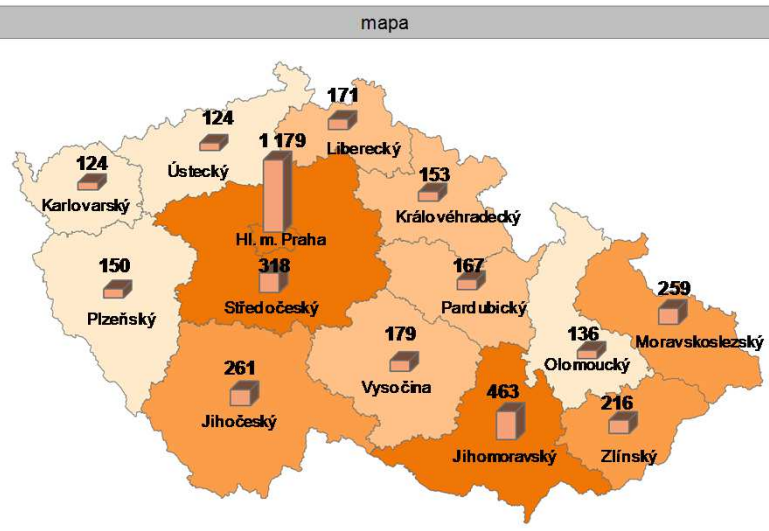 mapa
171
Liberecký
124
Ústecký
1 179
Hl. m. Praha
124
Karlovarský
153
Královéhradecký
150
Plzeňský
318
Středočeský
167
Pardubický
259
Moravskoslezský
136
Olomoucký
179
Vysočina
261
Jihočeský
463
Jihomoravský
216
Zlínský